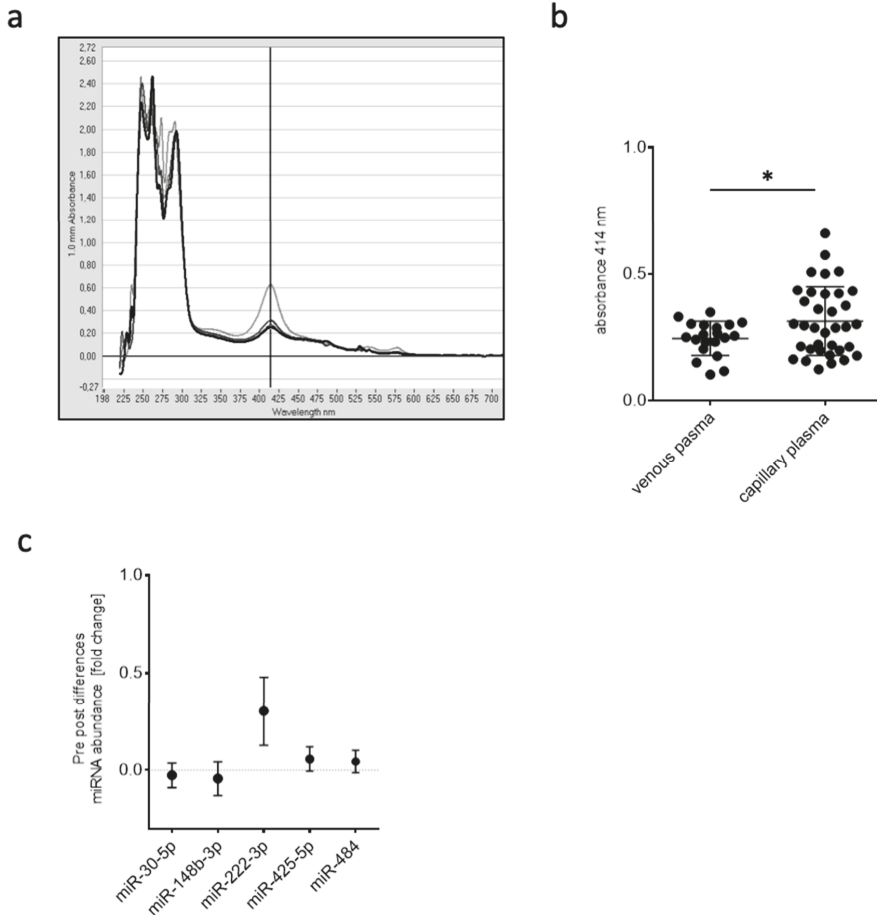 a
2,72
2,60
2,40
2,20
2,00
1,80
1,60
1,40
1,20
1,00
0,80
0,60
0,40
0,20
0,00
-0,27
1.0 mm Absorbance
198 225 250 275 300 325 350 375 400 425 450 475 500 525 550 575 600 625 650 675 700
Wavelength nm
b
1.0
0.5
0.0
absorbance 414 nm
*
venous pasma
capillary plasma
c
1.0
0.5
0.0
Pre post differences
miRNA abundance [fold change]
miR-30-5p
miR-148b-3p
miR-222-3p
miR-425-5p
miR-484